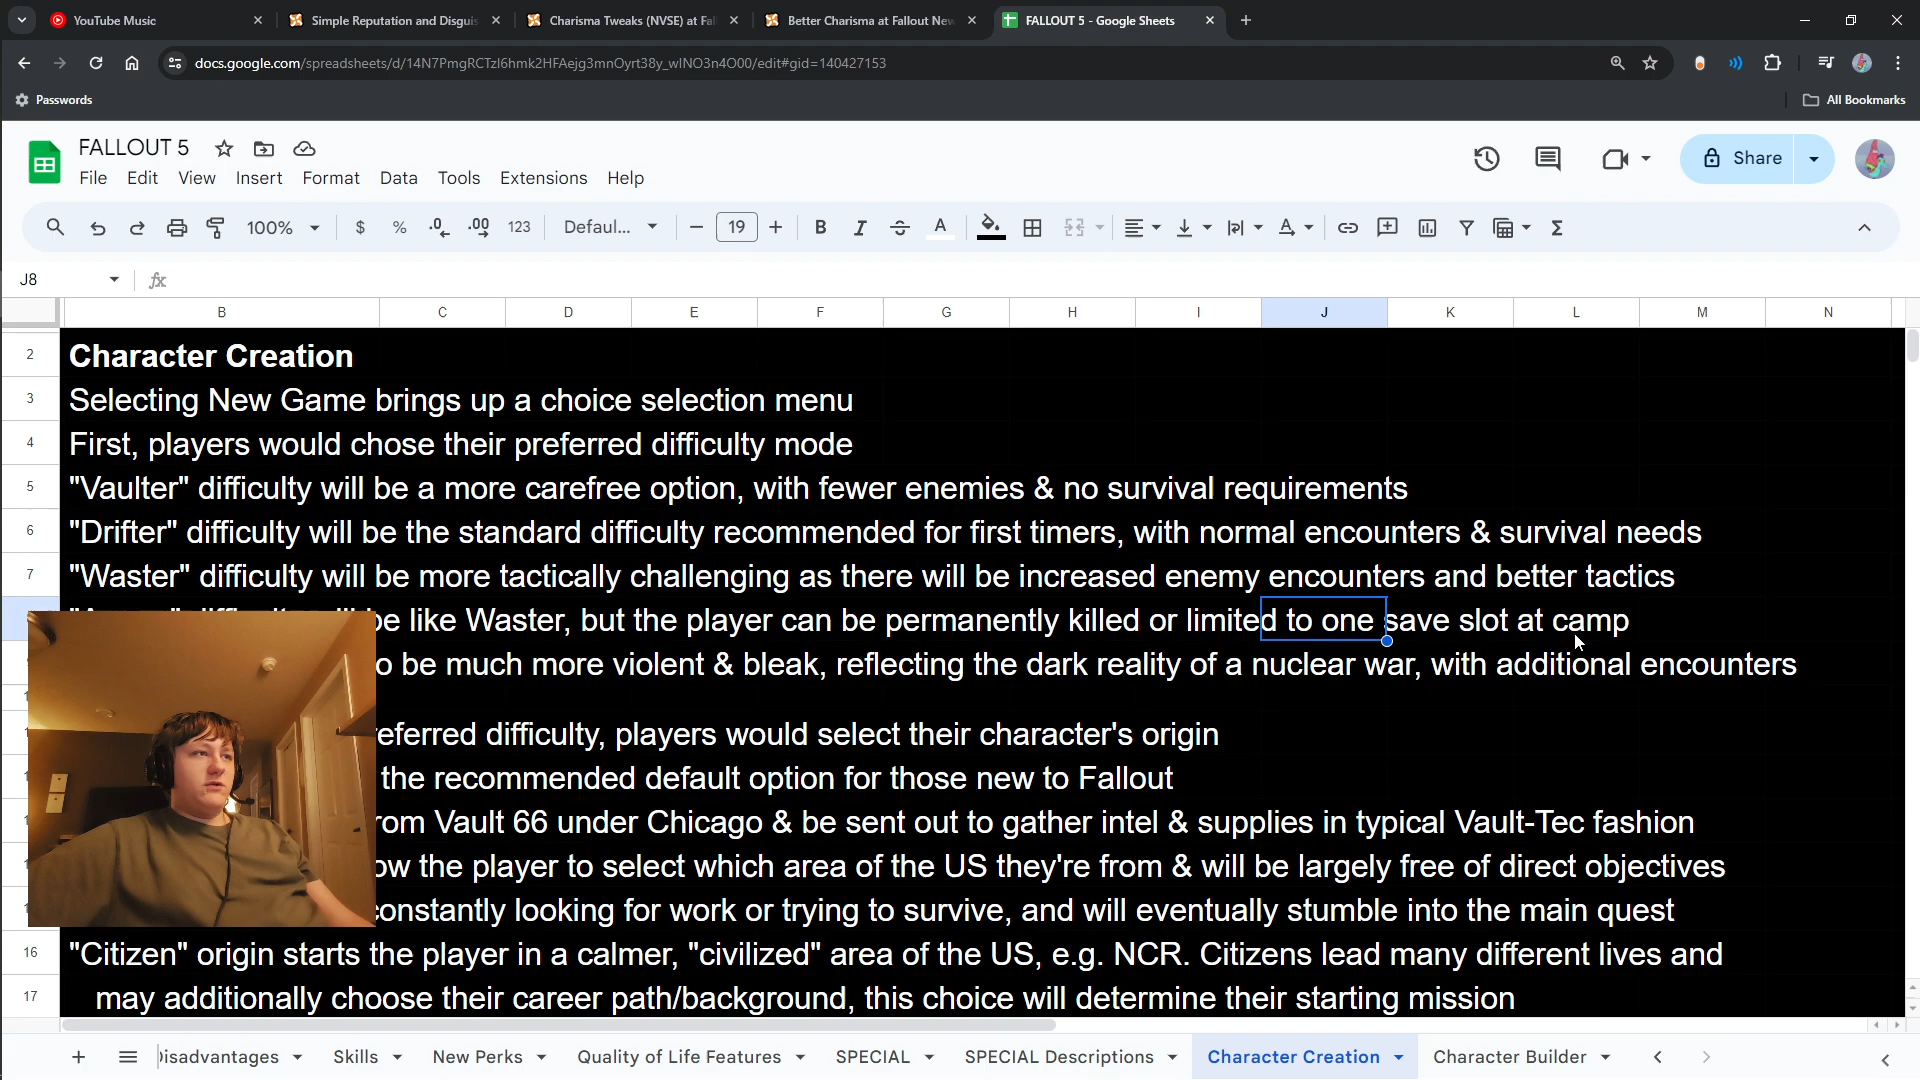 YouTube Music
Simple Reputation and Disguis
Charisma Tweaks (NVSE) at Fal
Better Charisma at Fallout New
FALLOUT 5 - Google Sheets
docs.google.com/spreadsheets/d/14N7PmgRCTzl6hmk2HFAejg3mnOyrt38y_wlNO3n4O00/edit#gid=140427153
Passwords
All Bookmarks
FALLOUT 5
File Edit View Insert Format Data Tools Extensions Help
Share
100%
$ % .0 .00 123
Defaul...
19
B I A
J8
fx
B C D E F G H I J K L M N
2 Character Creation
3 Selecting New Game brings up a choice selection menu
4 First, players would chose their preferred difficulty mode
5 "Vaulter" difficulty will be a more carefree option, with fewer enemies & no survival requirements
6 "Drifter" difficulty will be the standard difficulty recommended for first timers, with normal encounters & survival needs
7 "Waster" difficulty will be more tactically challenging as there will be increased enemy encounters and better tactics
be like Waster, but the player can be permanently killed or limited to one save slot at camp
be much more violent & bleak, reflecting the dark reality of a nuclear war, with additional encounters
eferred difficulty, players would select their character's origin
the recommended default option for those new to Fallout
om Vault 66 under Chicago & be sent out to gather intel & supplies in typical Vault-Tec fashion
ow the player to select which area of the US they're from & will be largely free of direct objectives
constantly looking for work or trying to survive, and will eventually stumble into the main quest
16 "Citizen" origin starts the player in a calmer, "civilized" area of the US, e.g. NCR. Citizens lead many different lives and
17 may additionally choose their career path/background, this choice will determine their starting mission
isadvantages Skills New Perks Quality of Life Features SPECIAL SPECIAL Descriptions Character Creation Character Builder